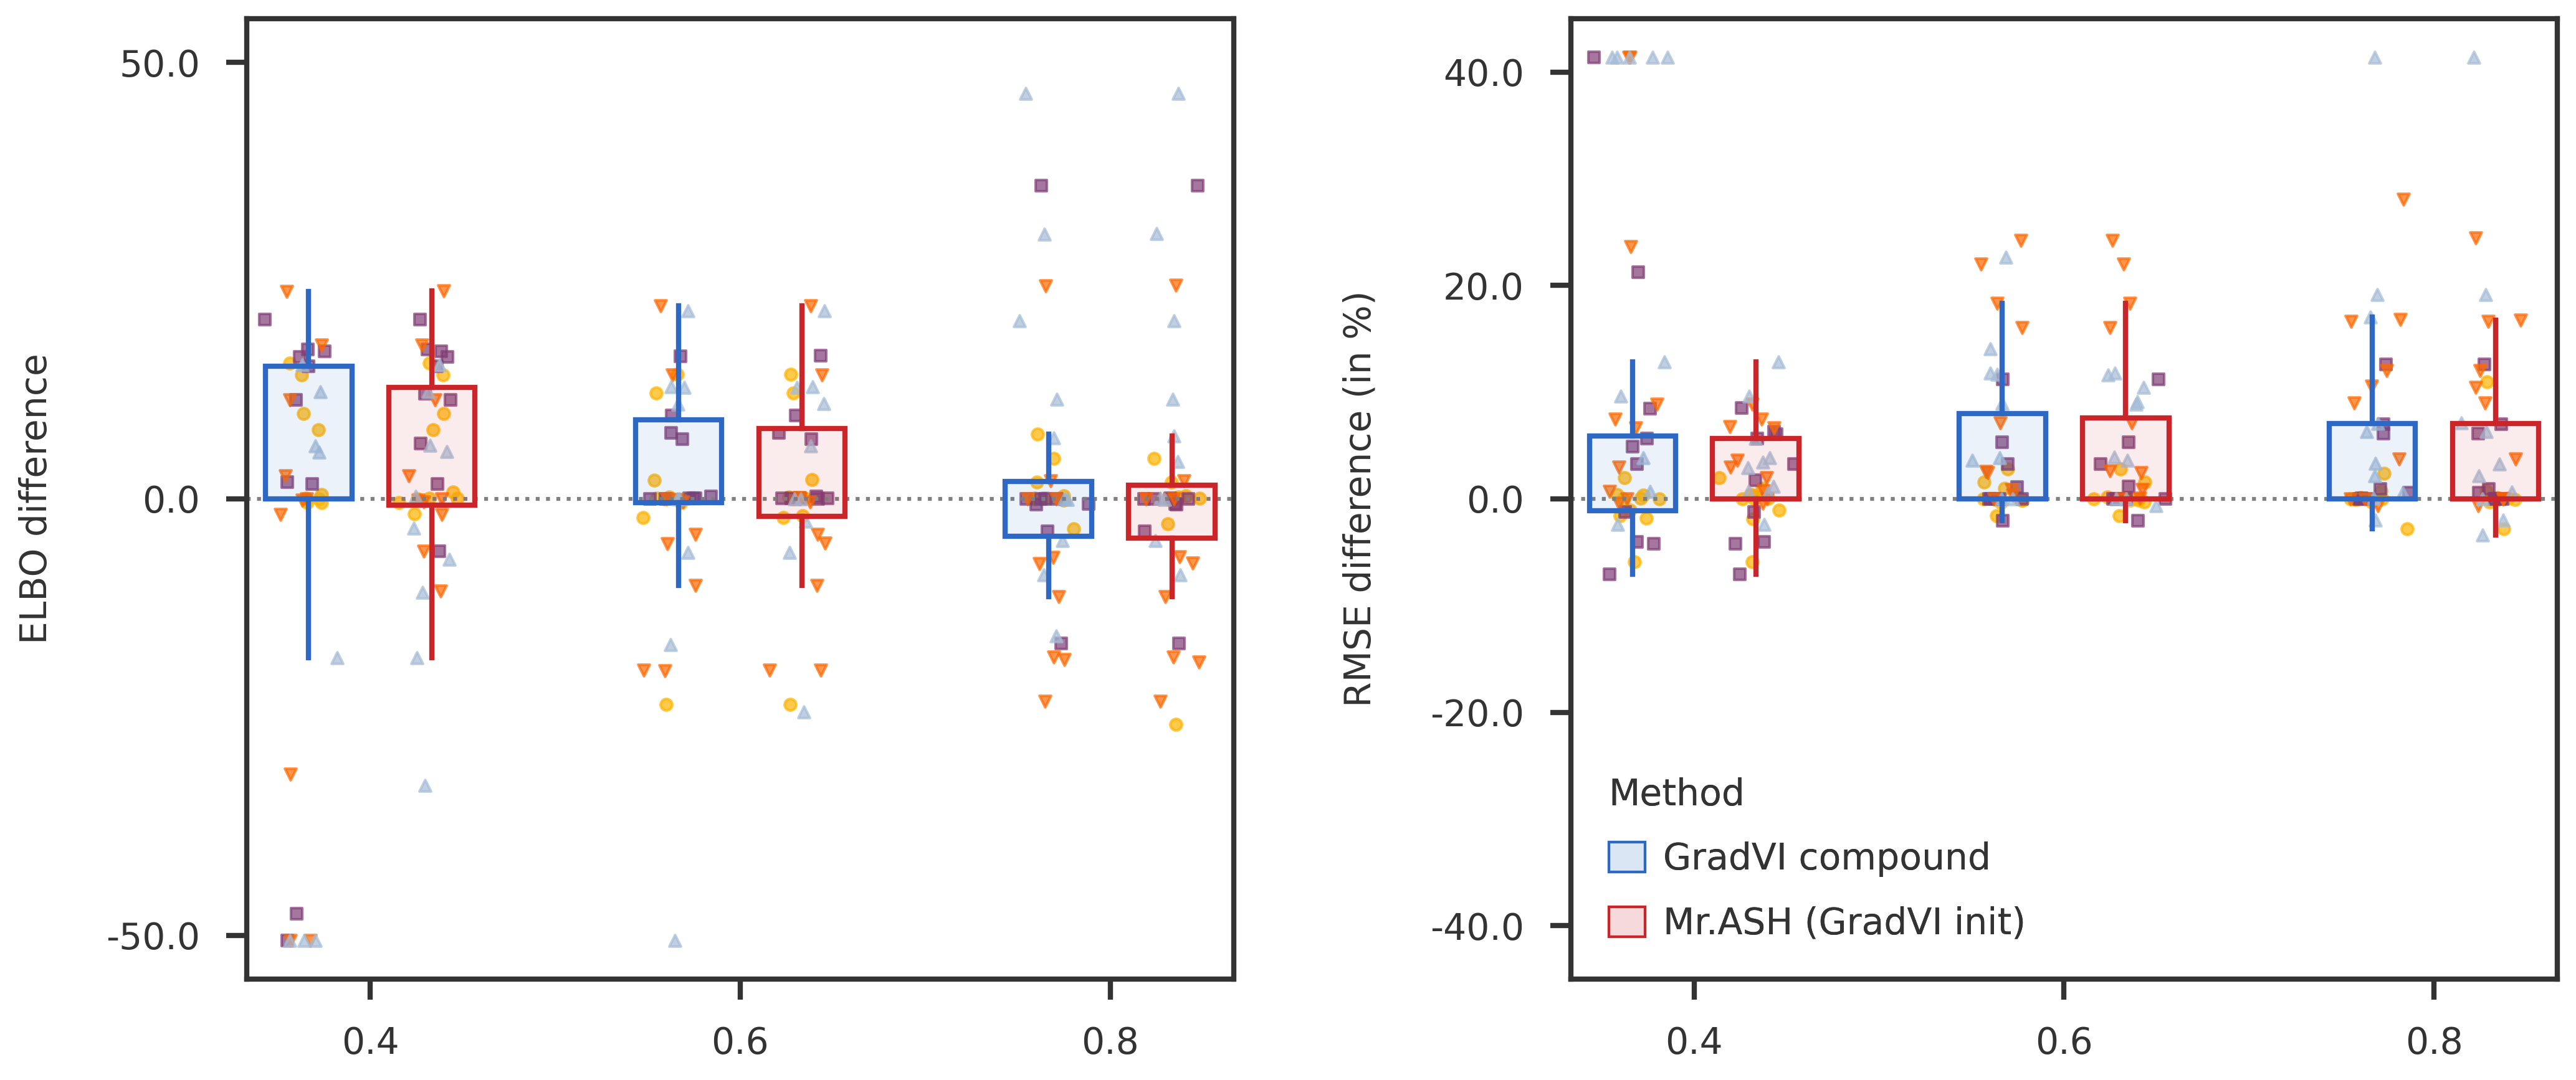 ELBO difference
50.0
0.0
-50.0
0.4
0.6
0.8
RMSE difference (in %)
40.0
20.0
0.0
-20.0
-40.0
Method
GradVI compound
Mr.ASH (GradVI init)
0.4
0.6
0.8